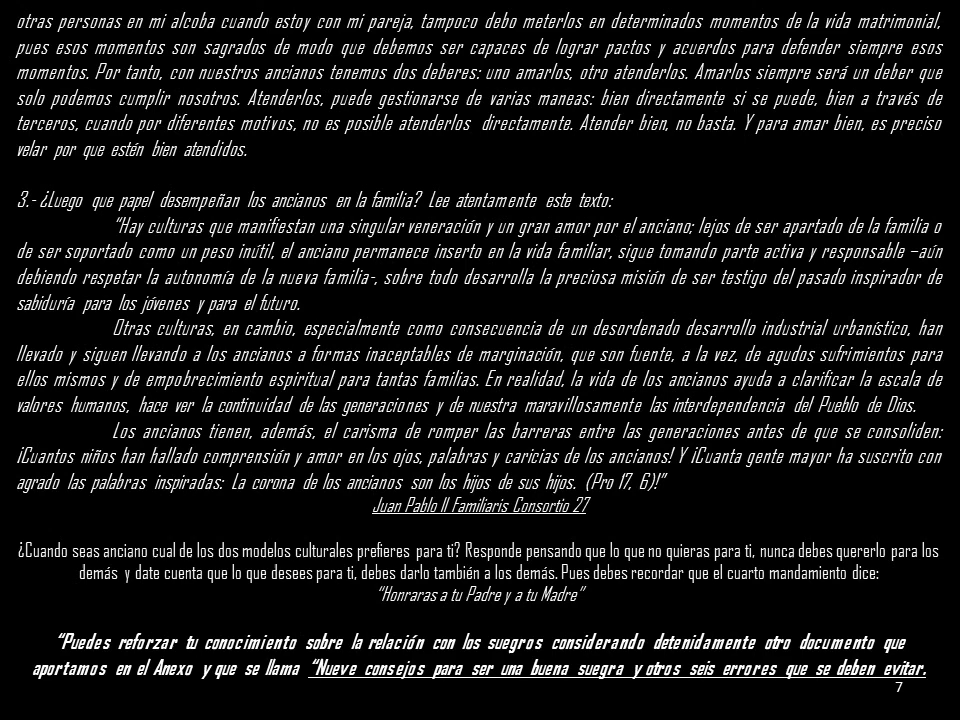 otras personas en mi alcoba cuando estoy con mi pareja, tampoco debo meterlos en determinados momentos de la vida matrimonial,
pues esos momentos son sagrados de modo que debemos ser capaces de lograr pactos y acuerdos para defender siempre esos
momentos. Por tanto, con nuestros ancianos tenemos dos deberes: uno amarlos, otro atenderlos. Amarlos siempre será un deber que
solo podemos cumplir nosotros. Atenderlos, puede gestionarse de varias maneras: bien directamente si se puede, bien a través de
terceros, cuando por diferentes motivos, no es posible atenderlos directamente. Atender bien, no basta. Y para amar bien, es preciso
velar por que estén bien atendidos.
3.- ¿Luego que papel desempeñan los ancianos en la familia? Lee atentamente este texto:
“Hay culturas que manifiestan una singular veneración y un gran amor por el anciano; lejos de ser apartado de la familia o
de ser soportado como un peso inútil, el anciano permanece inserto en la vida familiar, sigue tomando parte activa y responsable –aún
debiendo respetar la autonomía de la nueva familia-, sobre todo desarrolla la preciosa misión de ser testigo del pasado inspirador de
sabiduría para los jóvenes y para el futuro.
Otras culturas, en cambio, especialmente como consecuencia de un desordenado desarrollo industrial urbanístico, han
llevado y siguen llevando a los ancianos a formas inaceptables de marginación, que son fuente, a la vez, de agudos sufrimientos para
ellos mismos y de empobrecimiento espiritual para tantas familias. En realidad, la vida de los ancianos ayuda a clarificar la escala de
valores humanos, hace ver la continuidad de las generaciones y de nuestra maravillosamente las interdependencia del Pueblo de Dios.
Los ancianos tienen, además, el carisma de romper las barreras entre las generaciones antes de que se consoliden:
¡Cuantos niños han hallado comprensión y amor en los ojos, palabras y caricias de los ancianos! Y ¡Cuanta gente mayor ha suscrito con
agrado las palabras inspiradas: La corona de los ancianos son los hijos de sus hijos. (Pro 17, 6)!”
Juan Pablo II Familiaris Consortio 27
¿Cuando seas anciano cual de los dos modelos culturales prefieres para ti? Responde pensando que lo que no quieras para ti, nunca debes quererlo para los
demás y date cuenta que lo que desees para ti, debes darlo también a los demás. Pues debes recordar que el cuarto mandamiento dice:
“Honraras a tu Padre y a tu Madre”
“Puedes reforzar tu conocimiento sobre la relación con los suegros considerando detenidamente otro documento que
aportamos en el Anexo y que se llama “Nueve consejos para ser una buena suegra y otros seis errores que se deben evitar.
7